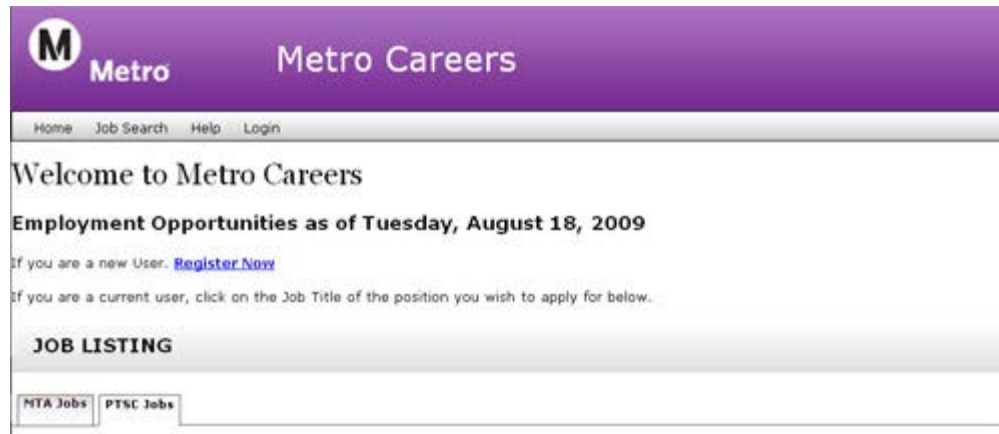 M Metro Metro Careers
Home Job Search Help Login
Welcome to Metro Careers
Employment Opportunities as of Tuesday, August 18, 2009
If you are a new User. Register Now
If you are a current user, click on the Job Title of the position you wish to apply for below.
JOB LISTING
MTA Jobs PTSC Jobs